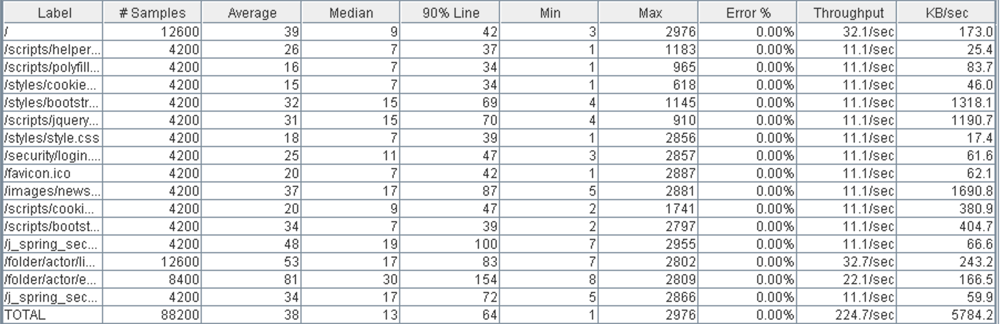 Label # Samples Average Median 90% Line Min Max Error % Throughput KB/sec
/ 12600 39 9 42 3 2976 0.00% 32.1/sec 173.0
/scripts/helper... 4200 26 7 37 1 1183 0.00% 11.1/sec 25.4
/scripts/polyfill... 4200 16 7 34 1 965 0.00% 11.1/sec 83.7
/styles/cookie... 4200 15 7 34 1 618 0.00% 11.1/sec 46.0
/styles/bootstr... 4200 32 15 69 4 1145 0.00% 11.1/sec 1318.1
/scripts/jquery... 4200 31 15 70 4 910 0.00% 11.1/sec 1190.7
/styles/style.css 4200 18 7 39 1 2856 0.00% 11.1/sec 17.4
/security/login.... 4200 25 11 47 3 2857 0.00% 11.1/sec 61.6
/favicon.ico 4200 20 7 42 1 2887 0.00% 11.1/sec 62.1
/images/news... 4200 37 17 87 5 2881 0.00% 11.1/sec 1690.8
/scripts/cooki... 4200 20 9 47 2 1741 0.00% 11.1/sec 380.9
/scripts/bootst... 4200 34 7 39 2 2797 0.00% 11.1/sec 404.7
/j_spring_sec... 4200 48 19 100 7 2955 0.00% 11.1/sec 66.6
/folder/actor/li... 12600 53 17 83 7 2802 0.00% 32.7/sec 243.2
/folder/actor/e... 8400 81 30 154 8 2809 0.00% 22.1/sec 166.5
/j_spring_sec... 4200 34 17 72 5 2866 0.00% 11.1/sec 59.9
TOTAL 88200 38 13 64 1 2976 0.00% 224.7/sec 5784.2